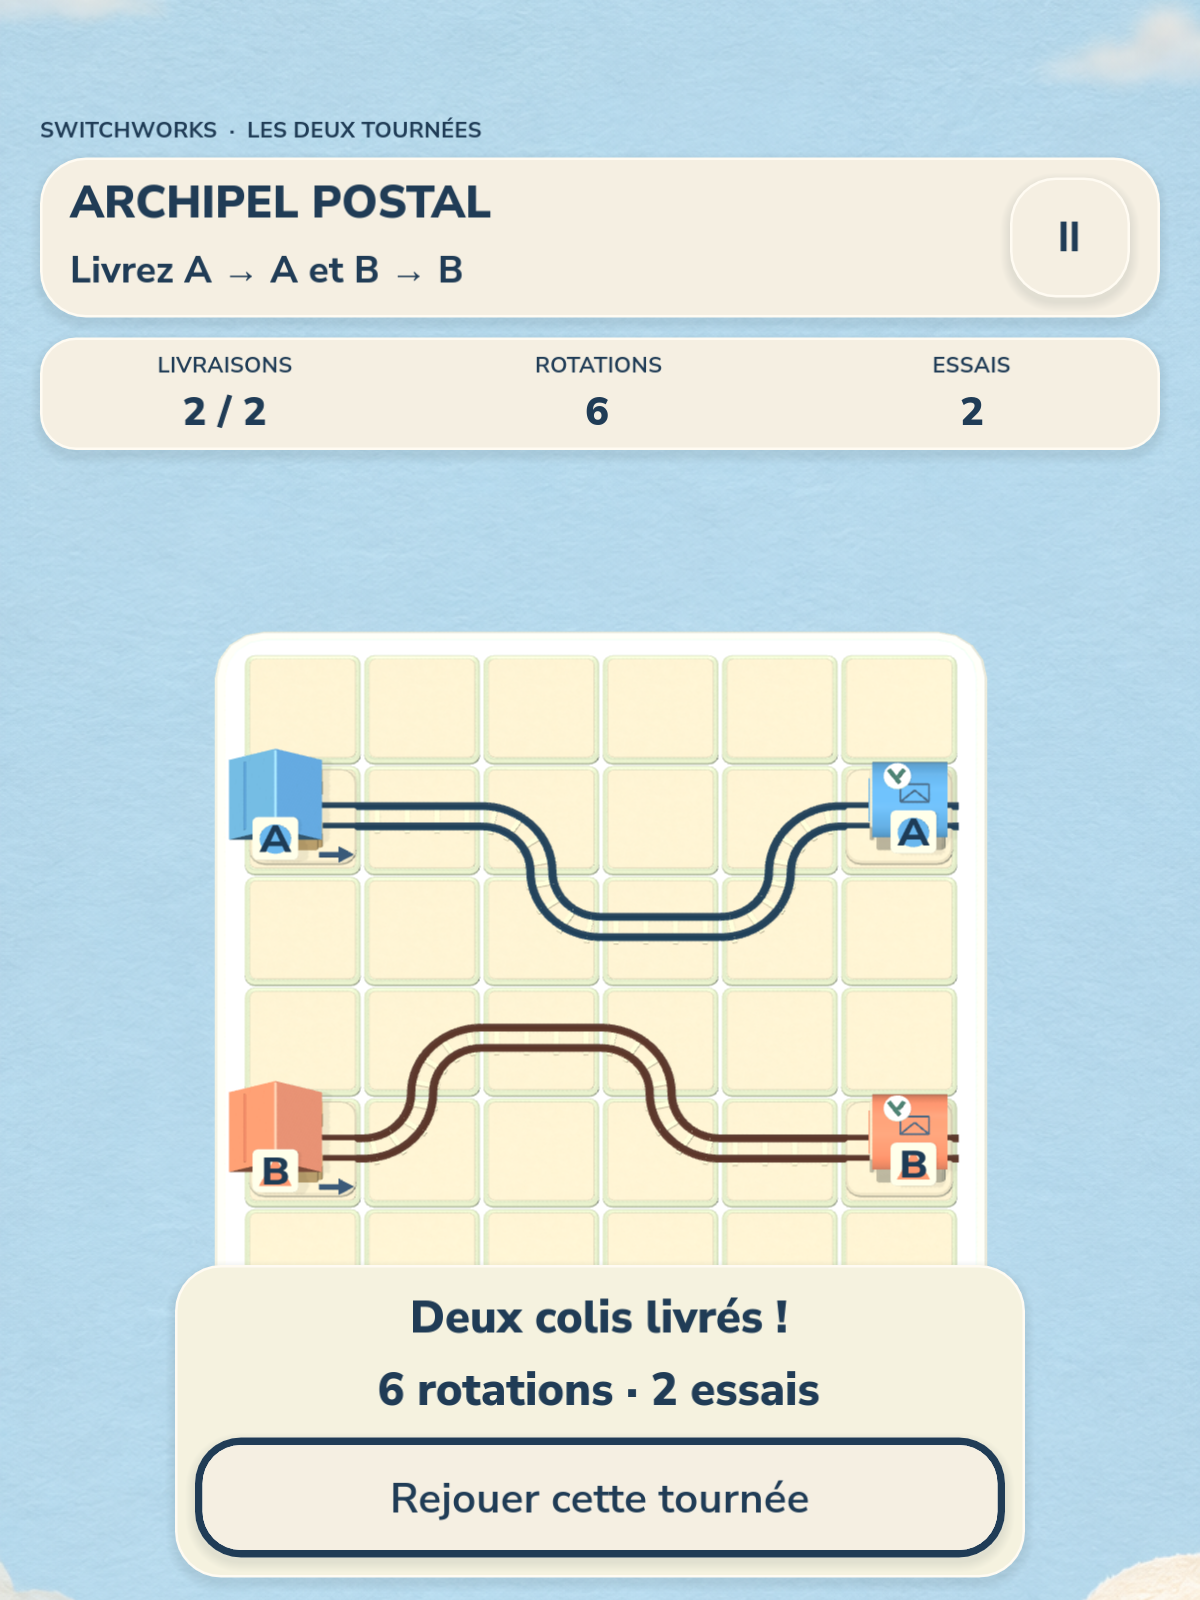 SWITCHWORKS · LES DEUX TOURNÉES
ARCHIPEL POSTAL
Livrez A → A et B → B
LIVRAISONS ROTATIONS ESSAIS
2 / 2 6 2
A A
B B
Deux colis livrés !
6 rotations · 2 essais
Rejouer cette tournée